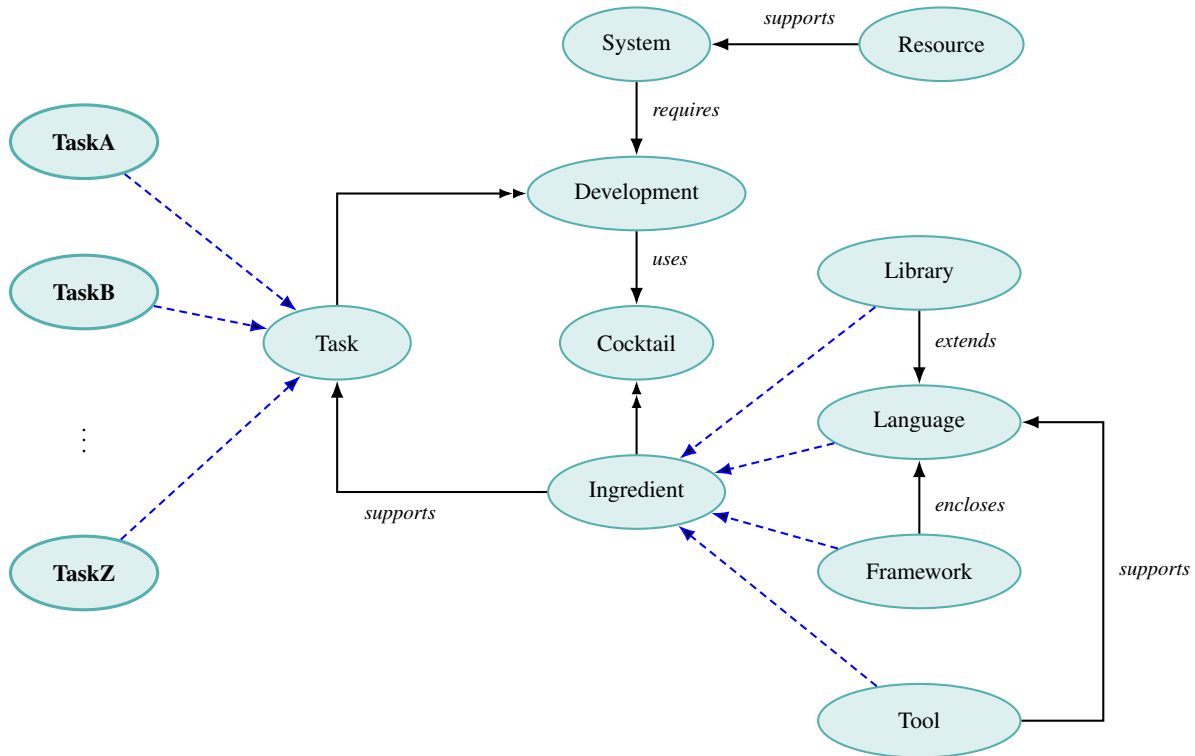 supports
System
Resource
requires
TaskA
Development
uses
Library
TaskB
Task
Cocktail
extends
Language
⋮
Ingredient
supports
encloses
TaskZ
Framework
supports
Tool